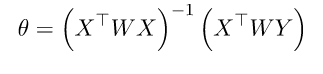 θ = (X^⊤WX)^{-1} (X^⊤WY)